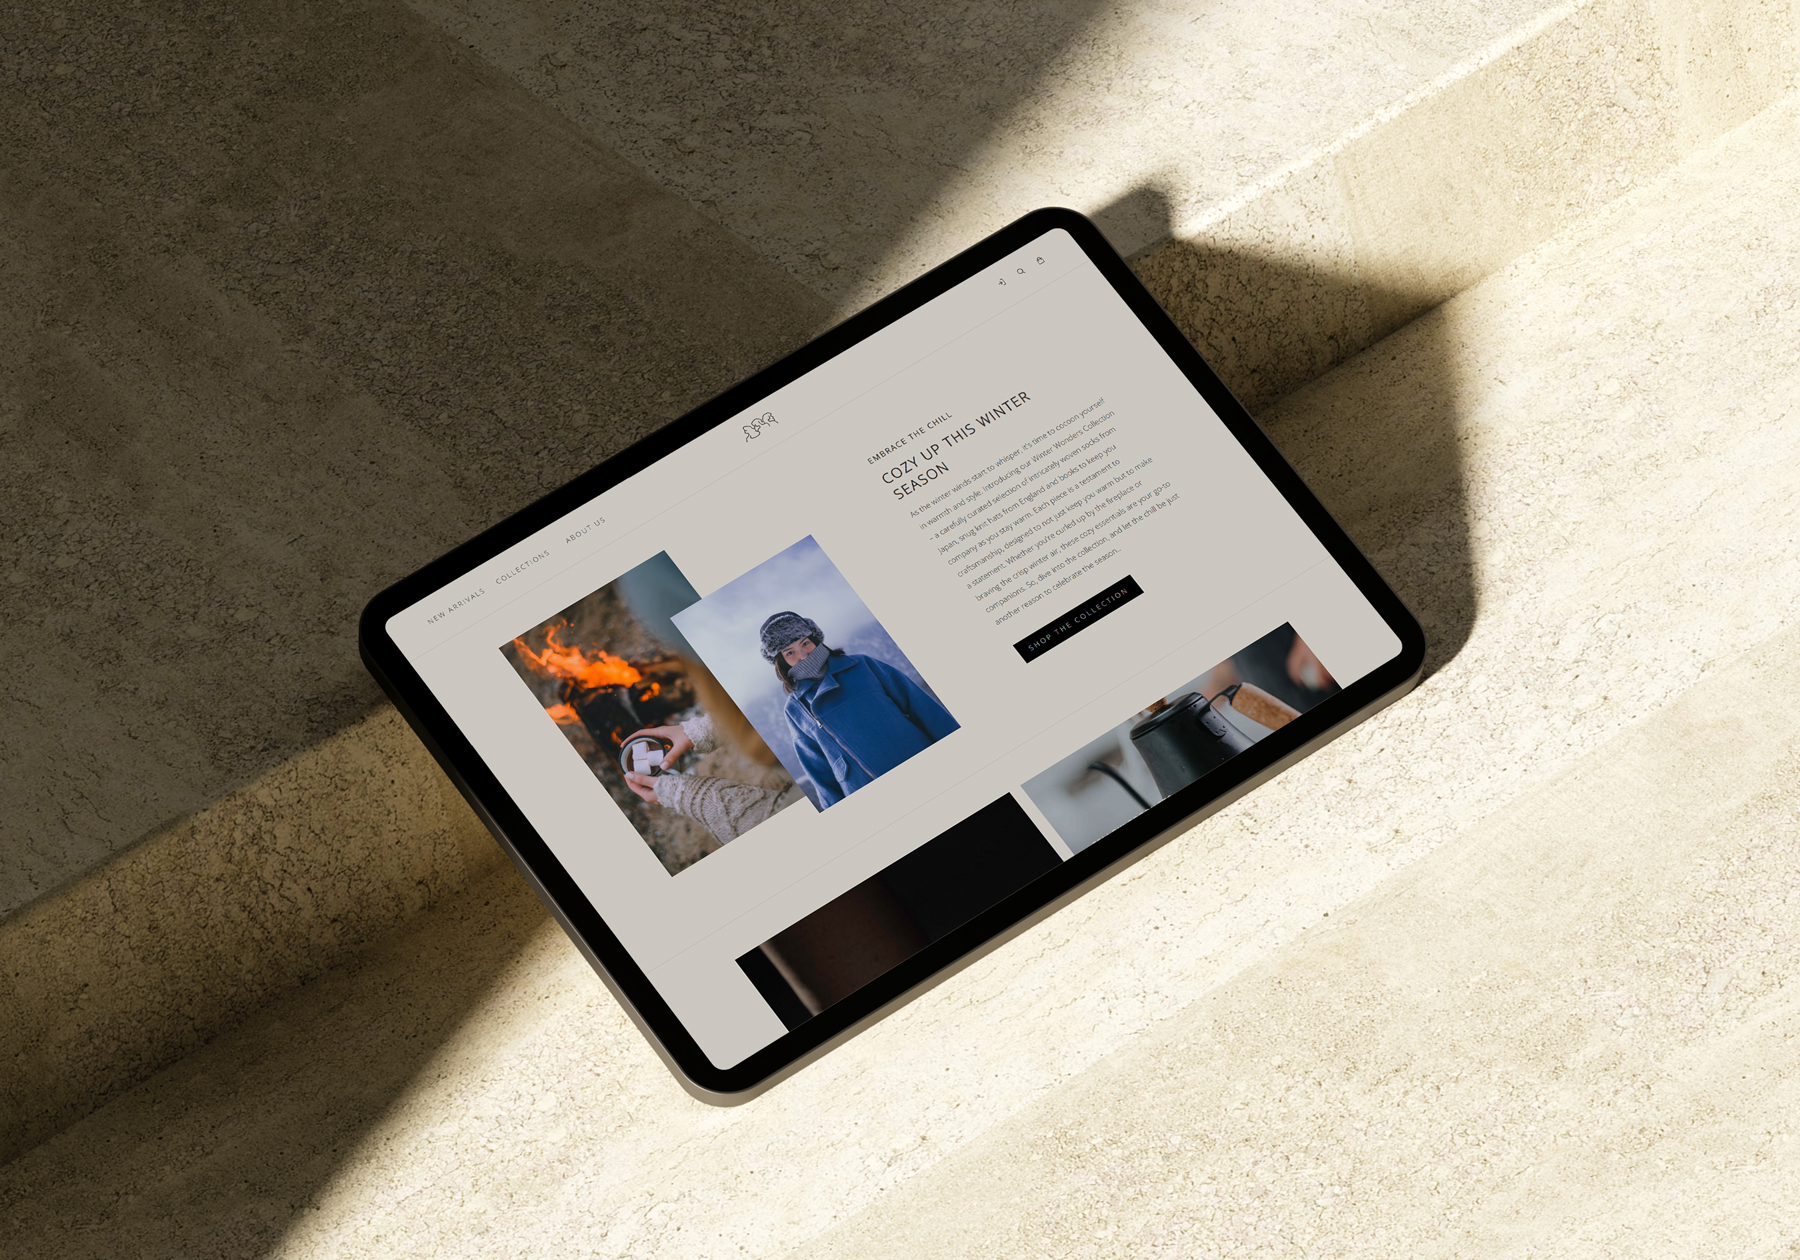 NEW ARRIVALS COLLECTIONS ABOUT US
EMBRACE THE CHILL
COZY UP THIS WINTER
SEASON
As the winter winds start to whisper, it's time to cocoon yourself
in warmth and style. Introducing our Winter Wonders Collection
- a carefully curated selection of intricately woven socks from
Japan, snug knit hats from England and books to keep you
company as you stay warm. Each piece is a testament to
craftsmanship, designed to not just keep you warm but to make
a statement. Whether you're curled up by the fireplace or
braving the crisp winter air, these cozy essentials are your go-to
companions. So, dive into the collection, and let the chill be just
another reason to celebrate the season..
SHOP THE COLLECTION